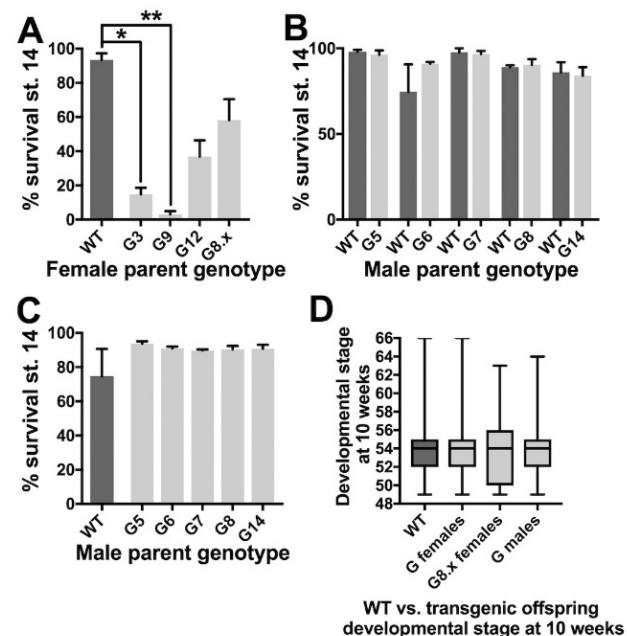 A
**
*
% survival st. 14
100
80
60
40
20
0
WT
G3
G9
G12
G8.x
Female parent genotype
B
% survival st. 14
100
50
0
WT
G5
WT
G6
WT
G7
WT
G8
WT
G14
Male parent genotype
C
% survival st. 14
100
80
60
40
20
0
WT
G5
G6
G7
G8
G14
Male parent genotype
D
Developmental stage
at 10 weeks
66
64
62
60
58
56
54
52
50
48
WT
G females
G8.x females
G males
WT vs. transgenic offspring
developmental stage at 10 weeks